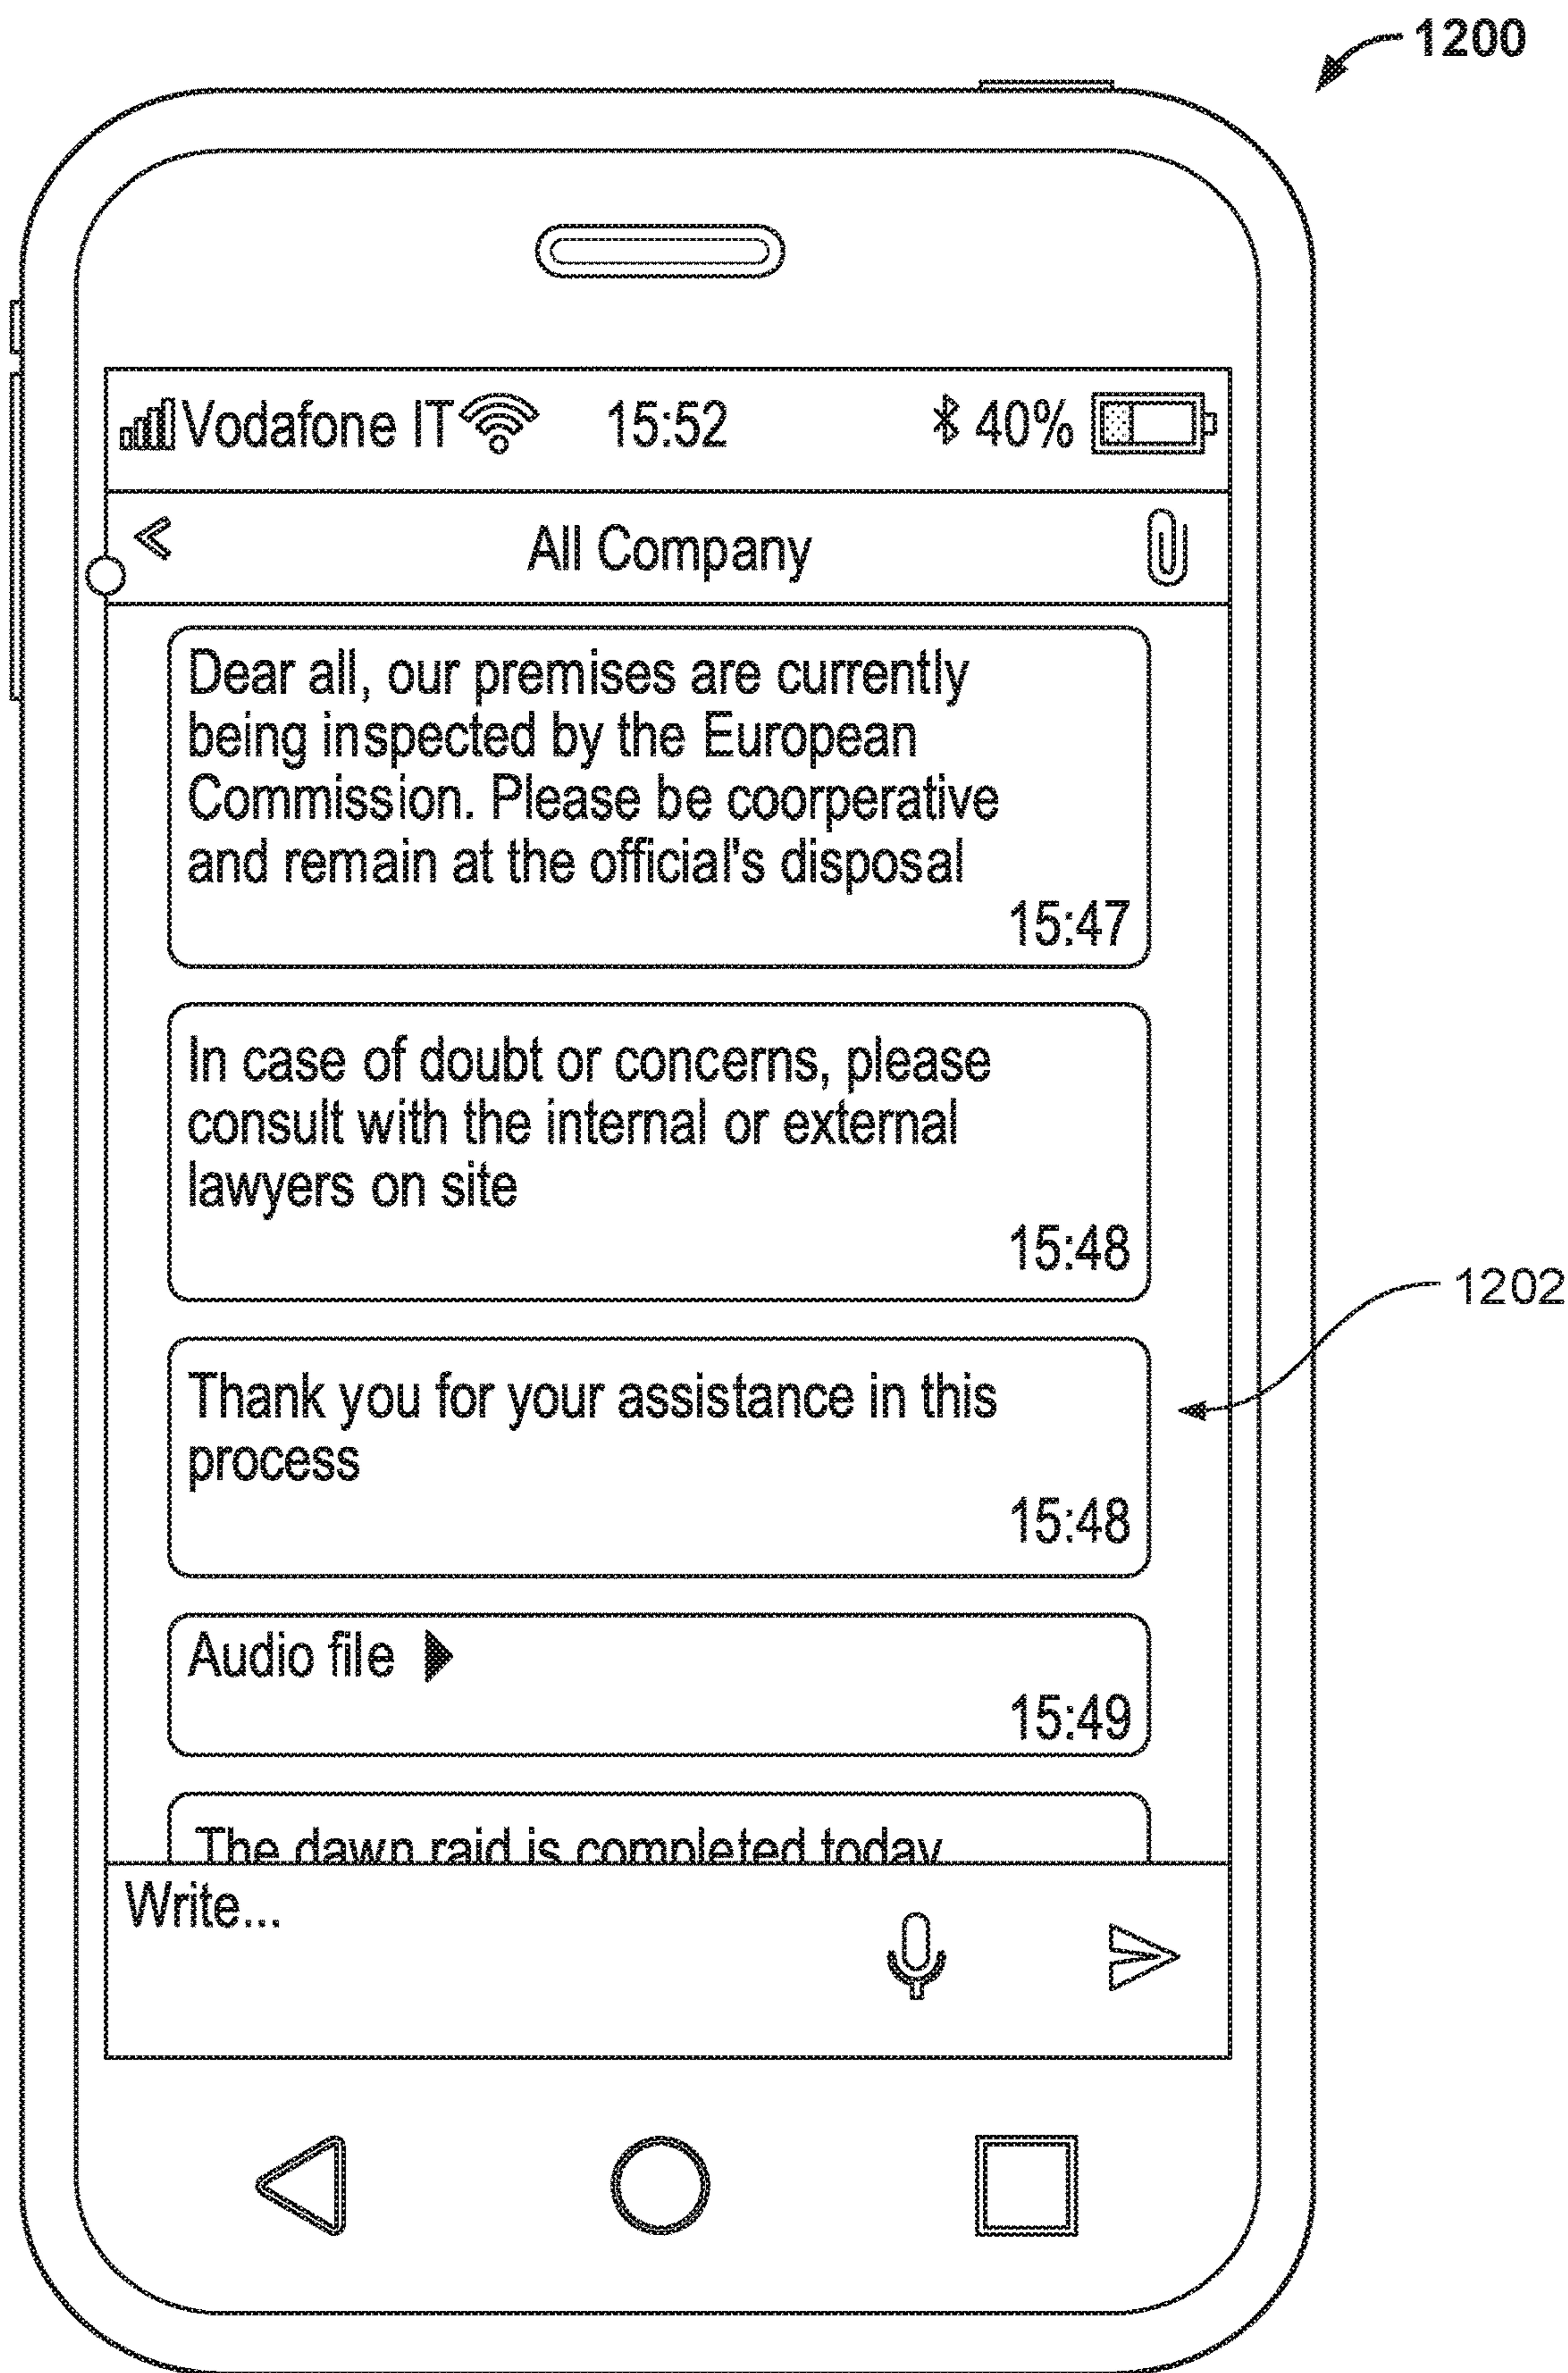 1200
Vodafone IT 15:52 40%
All Company
Dear all, our premises are currently
being inspected by the European
Commission. Please be coorperative
and remain at the official's disposal
15:47
In case of doubt or concerns, please
consult with the internal or external
lawyers on site
15:48
1202
Thank you for your assistance in this
process
15:48
Audio file
15:49
The dawn raid is completed today
Write...